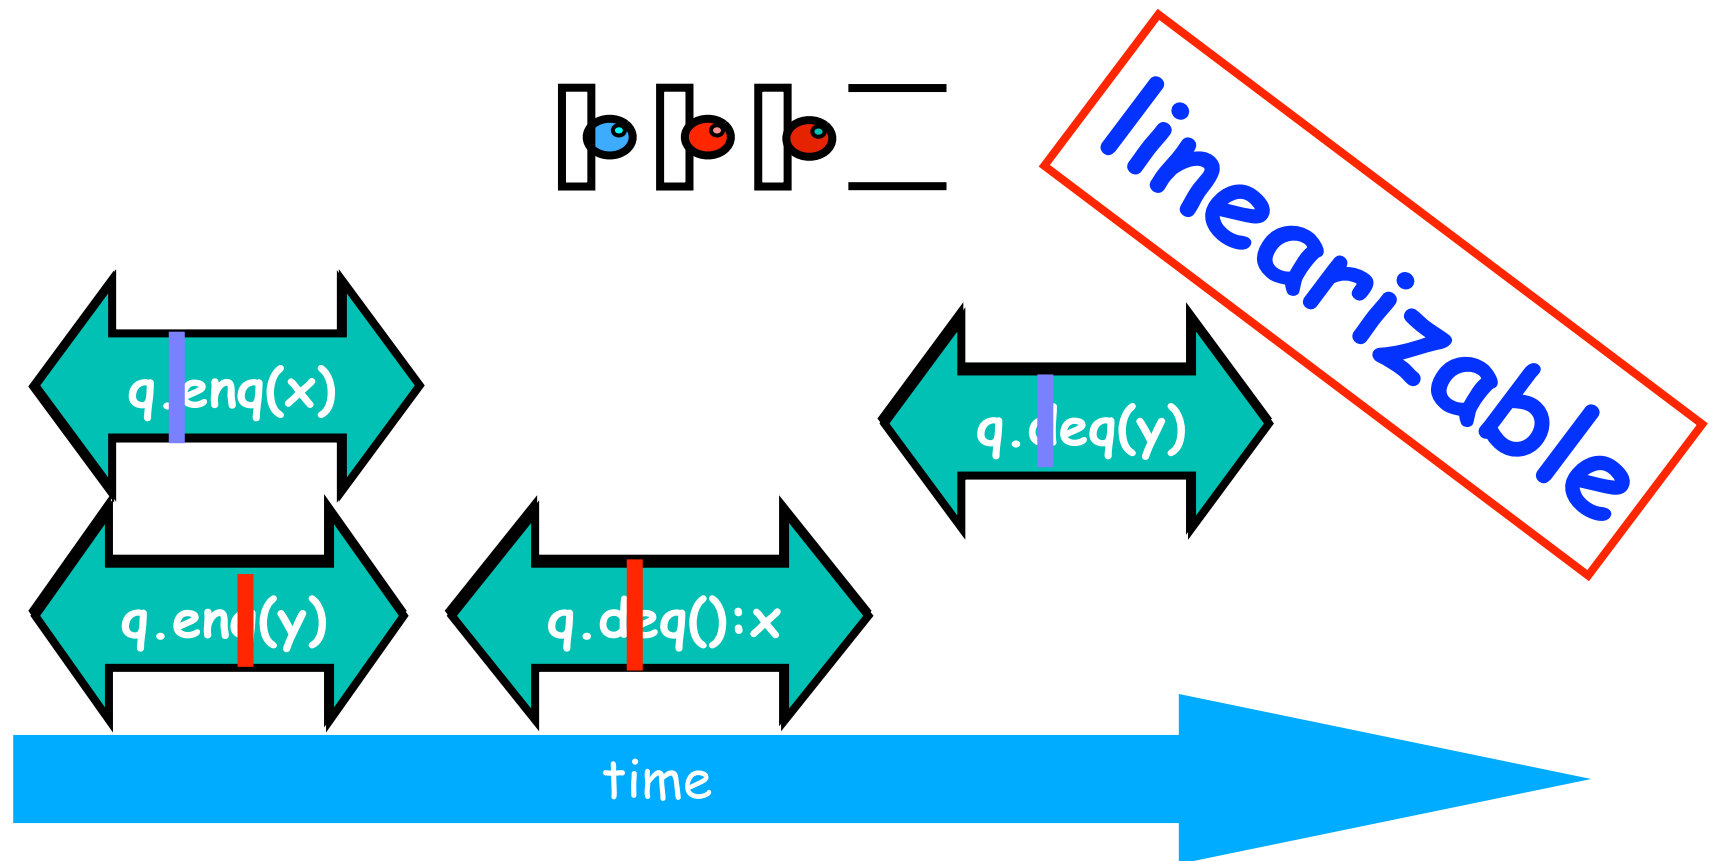 linearizable
q.enq(x)
q.deq(y)
q.enq(y)
q.deq():x
time